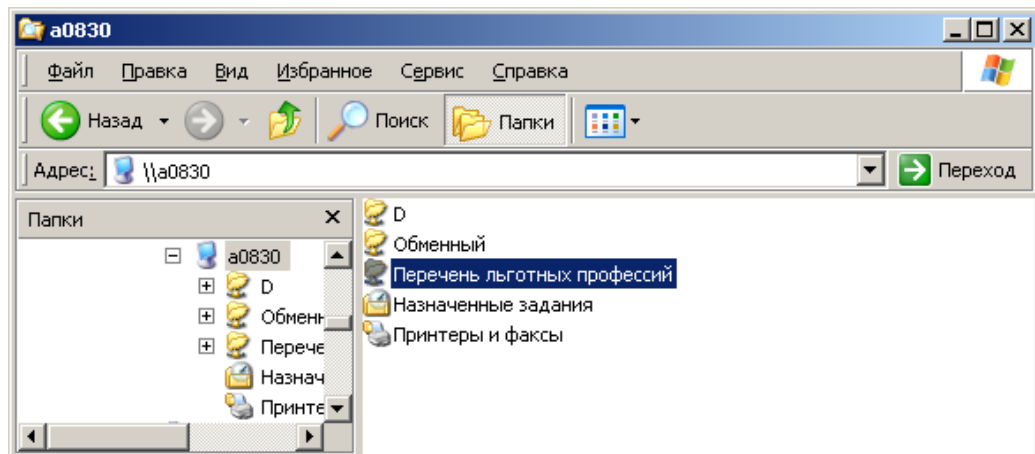 a0830
Файл Правка Вид Избранное Сервис Справка
Назад Поиск Папки
Адрес: \\a0830 Переход
Папки
a0830
D
Обменн
Перече
Назнач
Принте
D
Обменный
Перечень льготных профессий
Назначенные задания
Принтеры и факсы